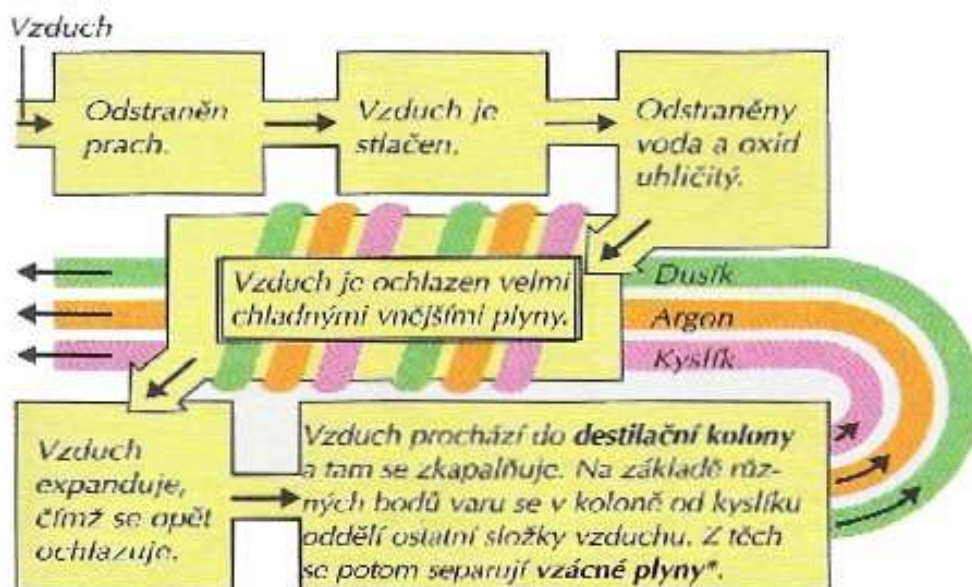 Vzduch
Odstraněn
prach.
Vzduch je
stlačen.
Odstraněny
voda a oxid
uhličitý.
Vzduch je ochlazen velmi
chladnými vnějšími plyny.
Dusík
Argon
Kyslík
Vzduch
expanduje,
čímž se opět
ochlazuje.
Vzduch prochází do destilační kolony
a tam se zkapalňuje. Na základě růz-
ných bodů varu se v koloně od kyslíku
oddělí ostatní složky vzduchu. Z těch
se potom separují vzácné plyny*.